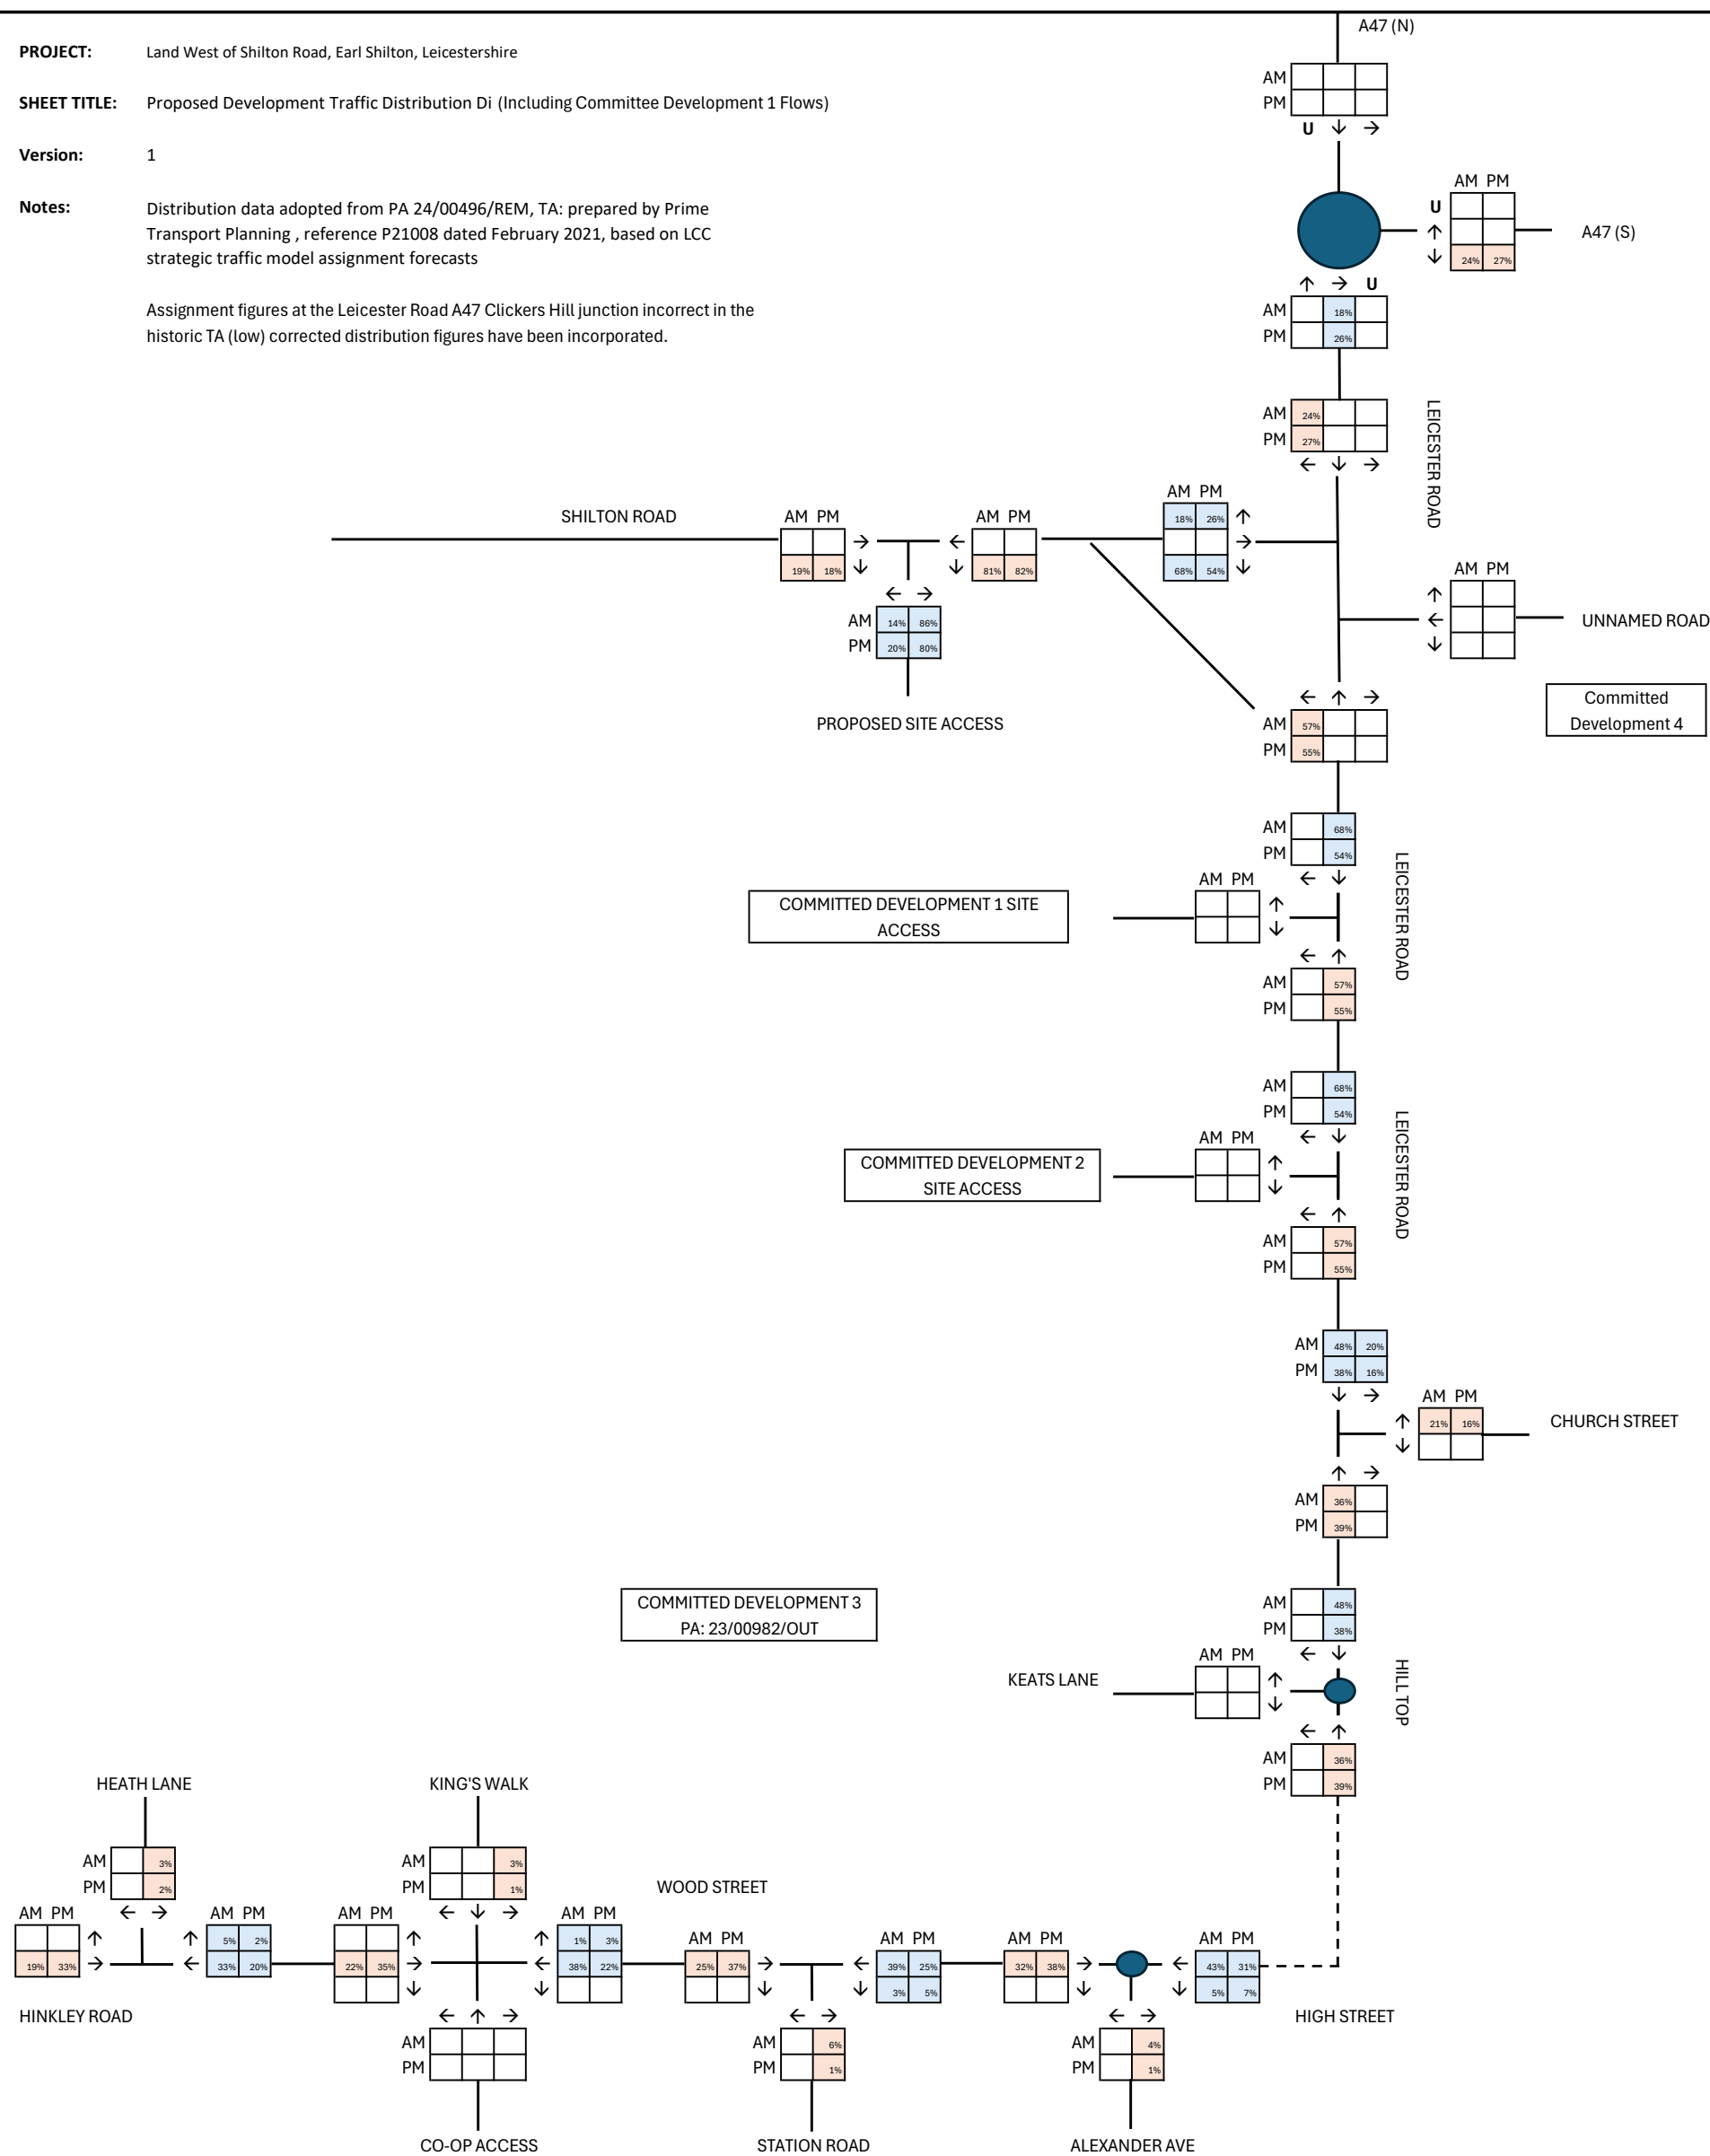 A47 (N)
PROJECT: Land West of Shilton Road, Earl Shilton, Leicestershire
AM
SHEET TITLE: Proposed Development Traffic Distribution Di (Including Committee Development 1 Flows)
PM
U ↓ →
Version: 1
AM PM
Notes: Distribution data adopted from PA 24/00496/REM, TA: prepared by Prime
Transport Planning , reference P21008 dated February 2021, based on LCC
strategic traffic model assignment forecasts
U
↑ A47 (S)
↓ 24% 27%
↑ → U
Assignment figures at the Leicester Road A47 Clickers Hill junction incorrect in the
historic TA (low) corrected distribution figures have been incorporated.
AM 18%
PM 26%
LEICESTER ROAD
AM 24%
PM 27%
← ↓ →
AM PM
18% 26% ↑
→
68% 54% ↓
SHILTON ROAD
AM PM
→
19% 18% ↓
AM PM
←
↓ 81% 82%
← →
AM 14% 86%
PM 20% 80%
PROPOSED SITE ACCESS
AM PM
↑
← UNNAMED ROAD
↓
Committed
Development 4
← ↑ →
AM 57%
PM 55%
AM 68%
PM 54%
← ↓
LEICESTER ROAD
COMMITTED DEVELOPMENT 1 SITE
ACCESS
AM PM
↑
↓
← ↑
AM 57%
PM 55%
AM 68%
PM 54%
← ↓
LEICESTER ROAD
COMMITTED DEVELOPMENT 2
SITE ACCESS
AM PM
↑
↓
← ↑
AM 57%
PM 55%
AM 48% 20%
PM 38% 16%
↓ →
AM PM
↑ 21% 16%
↓
CHURCH STREET
↑ →
AM 36%
PM 39%
COMMITTED DEVELOPMENT 3
PA: 23/00982/OUT
AM 48%
PM 38%
← ↓
AM PM
KEATS LANE
↑
↓
HILL TOP
← ↑
AM 36%
PM 39%
HEATH LANE
AM 3%
PM 2%
← →
AM PM
↑
19% 33% →
AM PM
↑ 5% 2%
← 33% 20%
HINKLEY ROAD
KING'S WALK
AM 3%
PM 1%
← ↓ →
AM PM
↑
22% 35% →
↓
AM PM
↑ 1% 3%
← 38% 22%
↓
← ↑ →
AM
PM
CO-OP ACCESS
WOOD STREET
AM PM
25% 37% →
↓
AM PM
← 39% 25%
↓ 3% 5%
← →
AM 6%
PM 1%
STATION ROAD
AM PM
32% 38% →
↓
AM PM
← 43% 31%
↓ 5% 7%
HIGH STREET
← →
AM 4%
PM 1%
ALEXANDER AVE